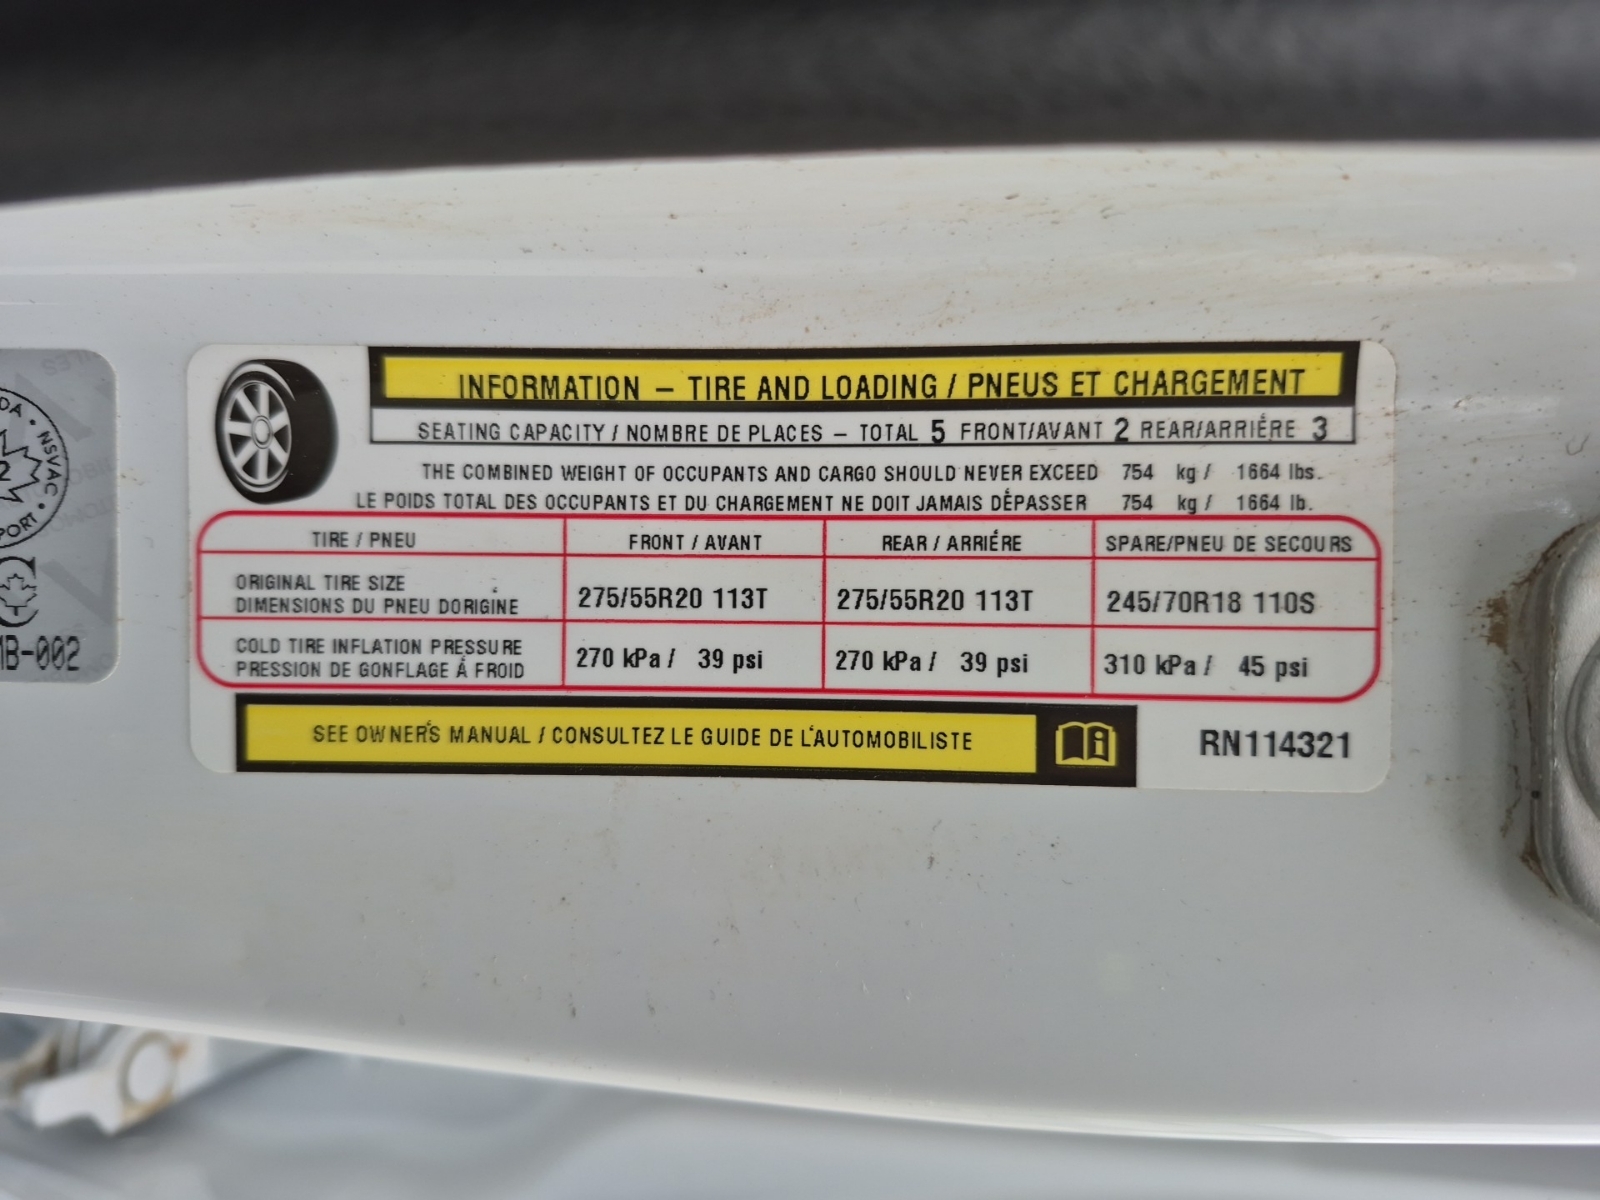 INFORMATION – TIRE AND LOADING / PNEUS ET CHARGEMENT
SEATING CAPACITY / NOMBRE DE PLACES – TOTAL 5 FRONT/AVANT 2 REAR/ARRIÉRE 3
THE COMBINED WEIGHT OF OCCUPANTS AND CARGO SHOULD NEVER EXCEED 754 kg / 1664 lbs.
LE POIDS TOTAL DES OCCUPANTS ET DU CHARGEMENT NE DOIT JAMAIS DÉPASSER 754 kg / 1664 lb.
TIRE / PNEU FRONT / AVANT REAR / ARRIÉRE SPARE/PNEU DE SECOURS
ORIGINAL TIRE SIZE
DIMENSIONS DU PNEU DORIGINE 275/55R20 113T 275/55R20 113T 245/70R18 110S
COLD TIRE INFLATION PRESSURE
PRESSION DE GONFLAGE Á FROID 270 kPa / 39 psi 270 kPa / 39 psi 310 kPa / 45 psi
SEE OWNER'S MANUAL / CONSULTEZ LE GUIDE DE L'AUTOMOBILISTE
RN114321
NSVAC
B-002